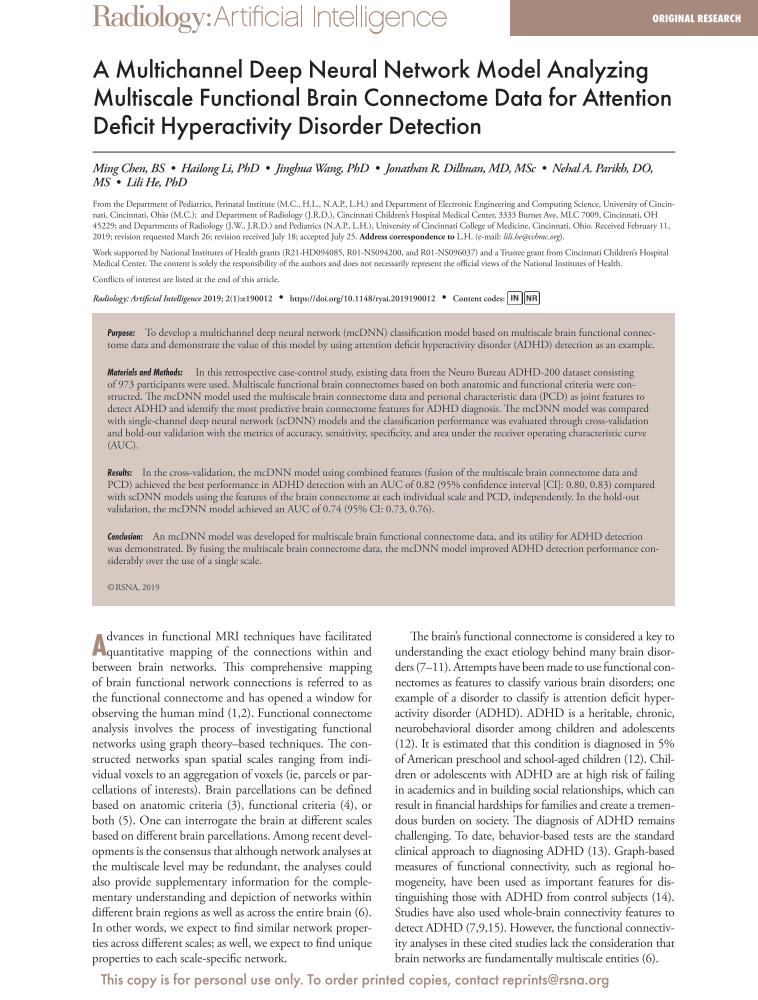 Radiology: Artificial Intelligence
ORIGINAL RESEARCH
A Multichannel Deep Neural Network Model Analyzing
Multiscale Functional Brain Connectome Data for Attention
Deficit Hyperactivity Disorder Detection
Ming Chen, BS • Hailong Li, PhD • Jinghua Wang, PhD • Jonathan R. Dillman, MD, MSc • Nehal A. Parikh, DO,
MS • Lili He, PhD
From the Department of Pediatrics, Perinatal Institute (M.C., H.L., N.A.P., L.H.) and Department of Electronic Engineering and Computing Science, University of Cincin-
nati, Cincinnati, Ohio (M.C.); and Department of Radiology (J.R.D.), Cincinnati Children's Hospital Medical Center, 3333 Burnet Ave, MLC 7009, Cincinnati, OH
45229; and Departments of Radiology (J.W., J.R.D.) and Pediatrics (N.A.P., L.H.), University of Cincinnati College of Medicine, Cincinnati, Ohio. Received February 11,
2019; revision requested March 26; revision received July 18; accepted July 25. Address correspondence to L.H. (e-mail: lili.he@cchmc.org).
Work supported by National Institutes of Health grants (R21-HD094085, R01-NS094200, and R01-NS096037) and a Trustee grant from Cincinnati Children's Hospital
Medical Center. The content is solely the responsibility of the authors and does not necessarily represent the official views of the National Institutes of Health.
Conflicts of interest are listed at the end of this article.
Radiology: Artificial Intelligence 2019; 2(1):e190012 • https://doi.org/10.1148/ryai.2019190012 • Content codes: IN NR
Purpose: To develop a multichannel deep neural network (mcDNN) classification model based on multiscale brain functional connec-
tome data and demonstrate the value of this model by using attention deficit hyperactivity disorder (ADHD) detection as an example.
Materials and Methods: In this retrospective case-control study, existing data from the Neuro Bureau ADHD-200 dataset consisting
of 973 participants were used. Multiscale functional brain connectomes based on both anatomic and functional criteria were con-
structed. The mcDNN model used the multiscale brain connectome data and personal characteristic data (PCD) as joint features to
detect ADHD and identify the most predictive brain connectome features for ADHD diagnosis. The mcDNN model was compared
with single-channel deep neural network (scDNN) models and the classification performance was evaluated through cross-validation
and hold-out validation with the metrics of accuracy, sensitivity, specificity, and area under the receiver operating characteristic curve
(AUC).
Results: In the cross-validation, the mcDNN model using combined features (fusion of the multiscale brain connectome data and
PCD) achieved the best performance in ADHD detection with an AUC of 0.82 (95% confidence interval [CI]: 0.80, 0.83) compared
with scDNN models using the features of the brain connectome at each individual scale and PCD, independently. In the hold-out
validation, the mcDNN model achieved an AUC of 0.74 (95% CI: 0.73, 0.76).
Conclusion: An mcDNN model was developed for multiscale brain functional connectome data, and its utility for ADHD detection
was demonstrated. By fusing the multiscale brain connectome data, the mcDNN model improved ADHD detection performance con-
siderably over the use of a single scale.
© RSNA, 2019
Advances in functional MRI techniques have facilitated
quantitative mapping of the connections within and
between brain networks. This comprehensive mapping
of brain functional network connections is referred to as
the functional connectome and has opened a window for
observing the human mind (1,2). Functional connectome
analysis involves the process of investigating functional
networks using graph theory–based techniques. The con-
structed networks span spatial scales ranging from indi-
vidual voxels to an aggregation of voxels (ie, parcels or par-
cellations of interests). Brain parcellations can be defined
based on anatomic criteria (3), functional criteria (4), or
both (5). One can interrogate the brain at different scales
based on different brain parcellations. Among recent devel-
opments is the consensus that although network analyses at
the multiscale level may be redundant, the analyses could
also provide supplementary information for the comple-
mentary understanding and depiction of networks within
different brain regions as well as across the entire brain (6).
In other words, we expect to find similar network proper-
ties across different scales; as well, we expect to find unique
properties to each scale-specific network.
The brain's functional connectome is considered a key to
understanding the exact etiology behind many brain disor-
ders (7–11). Attempts have been made to use functional con-
nectomes as features to classify various brain disorders; one
example of a disorder to classify is attention deficit hyper-
activity disorder (ADHD). ADHD is a heritable, chronic,
neurobehavioral disorder among children and adolescents
(12). It is estimated that this condition is diagnosed in 5%
of American preschool and school-aged children (12). Chil-
dren or adolescents with ADHD are at high risk of failing
in academics and in building social relationships, which can
result in financial hardships for families and create a tremen-
dous burden on society. The diagnosis of ADHD remains
challenging. To date, behavior-based tests are the standard
clinical approach to diagnosing ADHD (13). Graph-based
measures of functional connectivity, such as regional ho-
mogeneity, have been used as important features for dis-
tinguishing those with ADHD from control subjects (14).
Studies have also used whole-brain connectivity features to
detect ADHD (7,9,15). However, the functional connectiv-
ity analyses in these cited studies lack the consideration that
brain networks are fundamentally multiscale entities (6).
This copy is for personal use only. To order printed copies, contact reprints@rsna.org